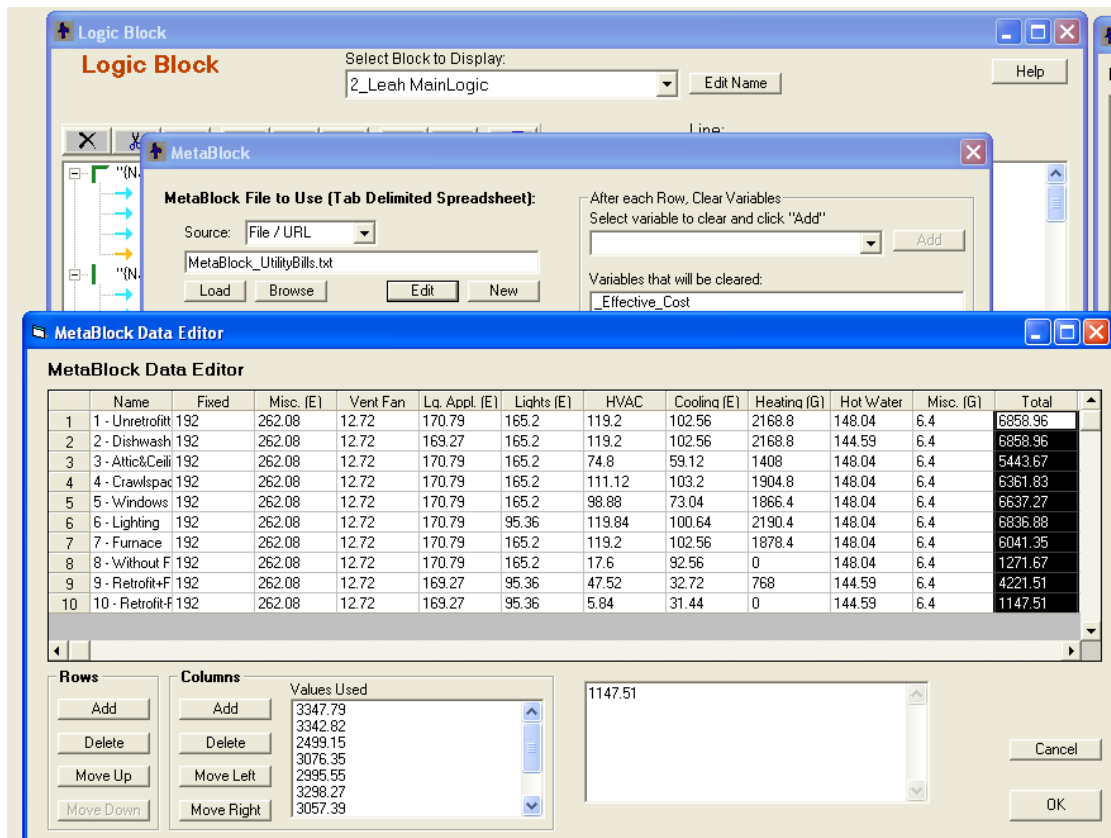 Logic Block
Logic Block
Select Block to Display:
2_Leah MainLogic
Edit Name
Help
Line:
MetaBlock
"{N
MetaBlock File to Use (Tab Delimited Spreadsheet):
Source: File / URL
MetaBlock_UtilityBills.txt
Load Browse Edit New
After each Row, Clear Variables
Select variable to clear and click "Add"
Add
Variables that will be cleared:
_Effective_Cost
"{N
MetaBlock Data Editor
MetaBlock Data Editor
Name Fixed Misc. (E) Vent Fan Lg. Appl. (E) Lights (E) HVAC Cooling (E) Heating (G) Hot Water Misc. (G) Total
1 1 - Unretrofitt 192 262.08 12.72 170.79 165.2 119.2 102.56 2168.8 148.04 6.4 6858.96
2 2 - Dishwash 192 262.08 12.72 169.27 165.2 119.2 102.56 2168.8 144.59 6.4 6858.96
3 3 - Attic&Ceili 192 262.08 12.72 170.79 165.2 74.8 59.12 1408 148.04 6.4 5443.67
4 4 - Crawlspac 192 262.08 12.72 170.79 165.2 111.12 103.2 1904.8 148.04 6.4 6361.83
5 5 - Windows 192 262.08 12.72 170.79 165.2 98.88 73.04 1866.4 148.04 6.4 6637.27
6 6 - Lighting 192 262.08 12.72 170.79 95.36 119.84 100.64 2190.4 148.04 6.4 6836.88
7 7 - Furnace 192 262.08 12.72 170.79 165.2 119.2 102.56 1878.4 148.04 6.4 6041.35
8 8 - Without F 192 262.08 12.72 170.79 165.2 17.6 92.56 0 148.04 6.4 1271.67
9 9 - Retrofit+F 192 262.08 12.72 169.27 95.36 47.52 32.72 768 144.59 6.4 4221.51
10 10 - Retrofit-F 192 262.08 12.72 169.27 95.36 5.84 31.44 0 144.59 6.4 1147.51
Rows
Add
Delete
Move Up
Move Down
Columns
Add
Delete
Move Left
Move Right
Values Used
3347.79
3342.82
2499.15
3076.35
2995.55
3298.27
3057.39
1147.51
Cancel
OK